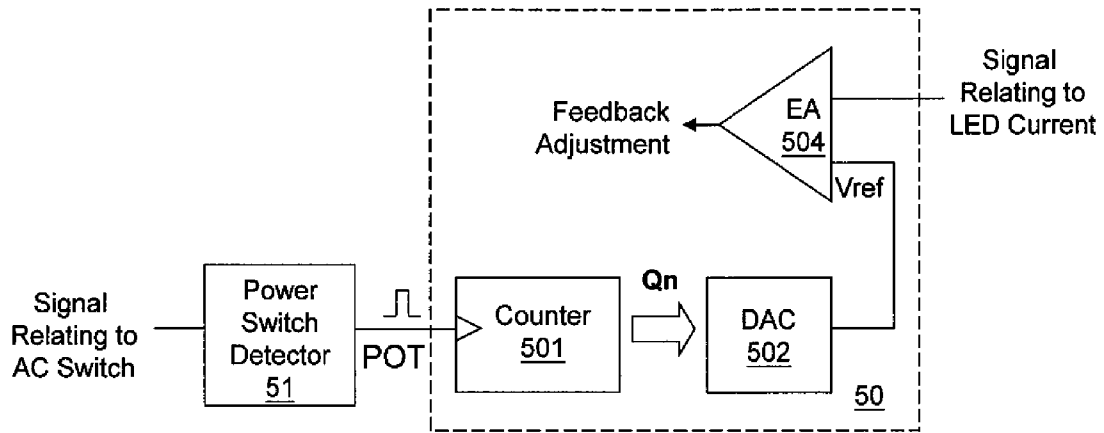 Signal
Relating to
LED Current
EA
504
Feedback
Adjustment
Vref
Signal
Relating to
AC Switch
Power
Switch
Detector
51
POT
Counter
501
Qn
DAC
502
50